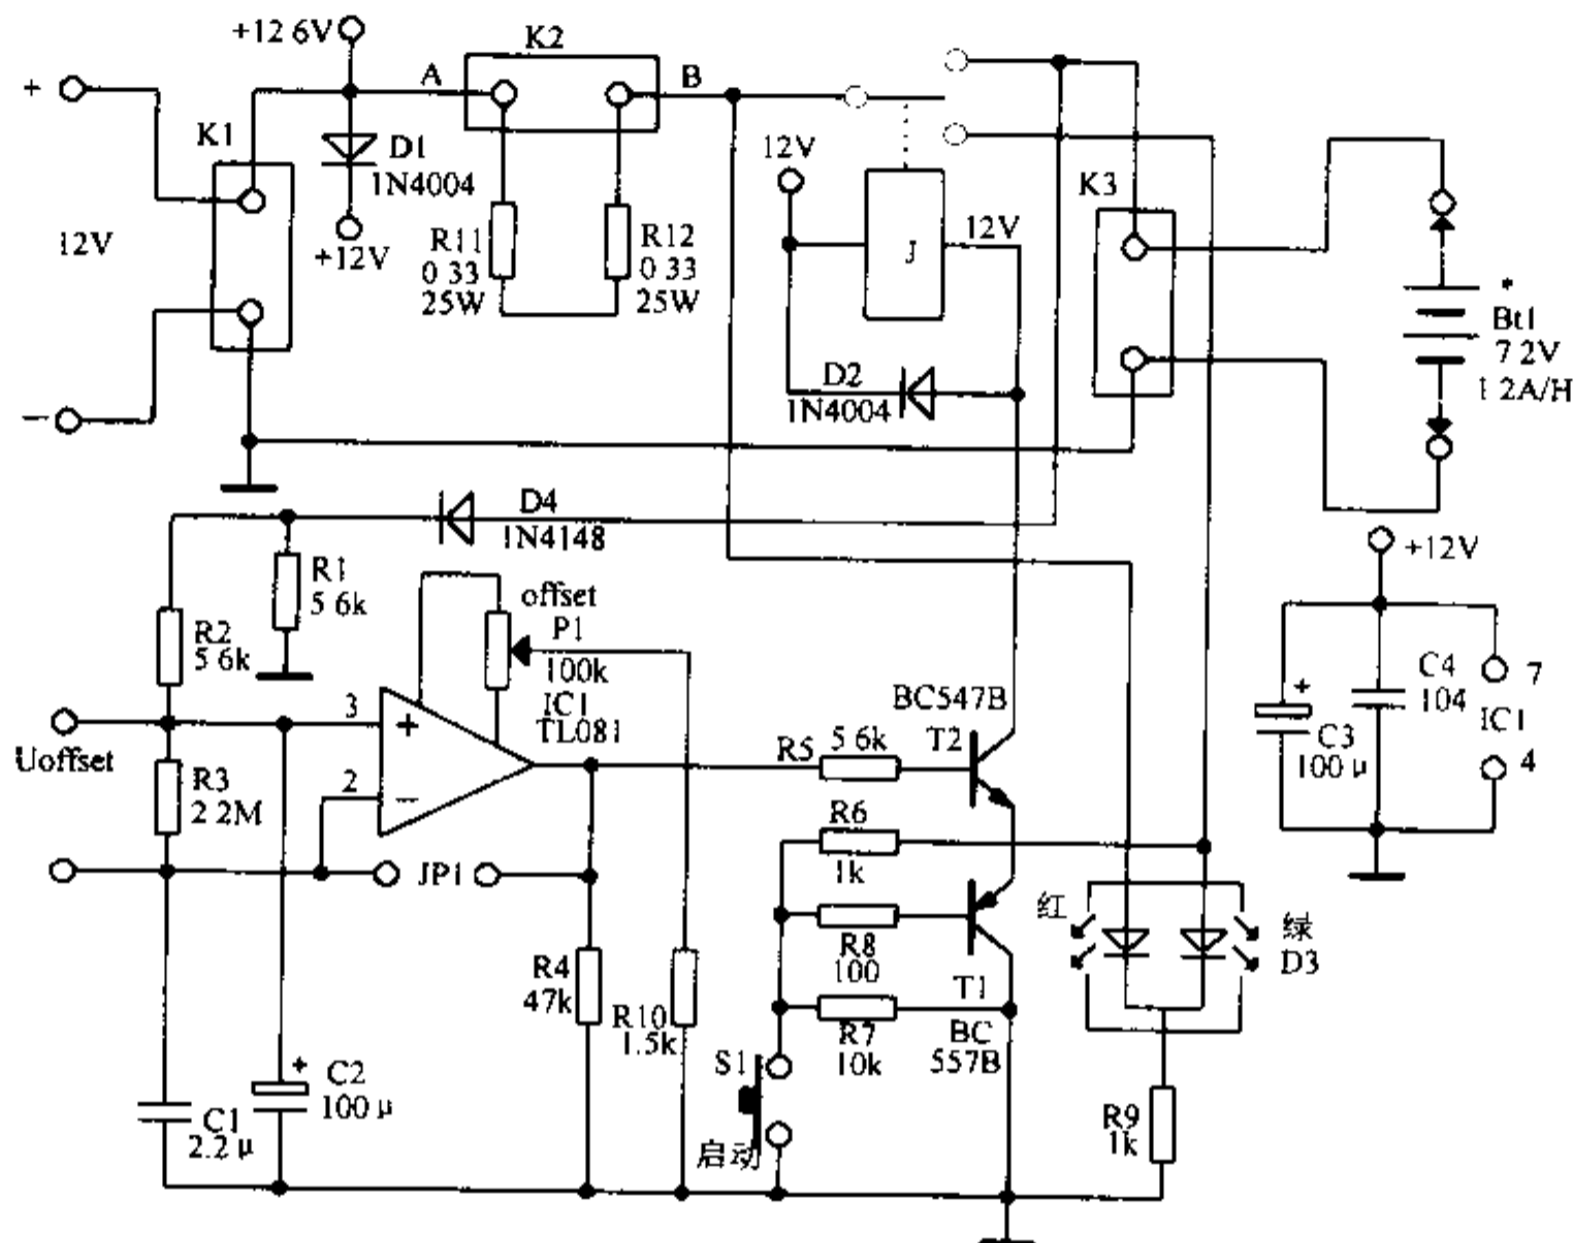 +12 6V
K2
+
A
B
K1
D1
1N4004
12V
K3
12V
+12V
R11
0 33
25W
R12
0 33
25W
J
12V
*
Bt1
7 2V
1 2A/H
D2
1N4004
—
D4
1N4148
+12V
R1
5 6k
offset
P1
100k
R2
5 6k
IC1
TL081
BC547B
T2
C4
104
7
IC1
4
+
C3
100 μ
3
+
Uoffset
R3
2 2M
2
−
R5
5 6k
R6
1k
JP1
红
绿
D3
R8
100
T1
BC
557B
R4
47k
R10
1.5k
R7
10k
S1
启动
+
C2
100 μ
C1
2.2 μ
R9
1k